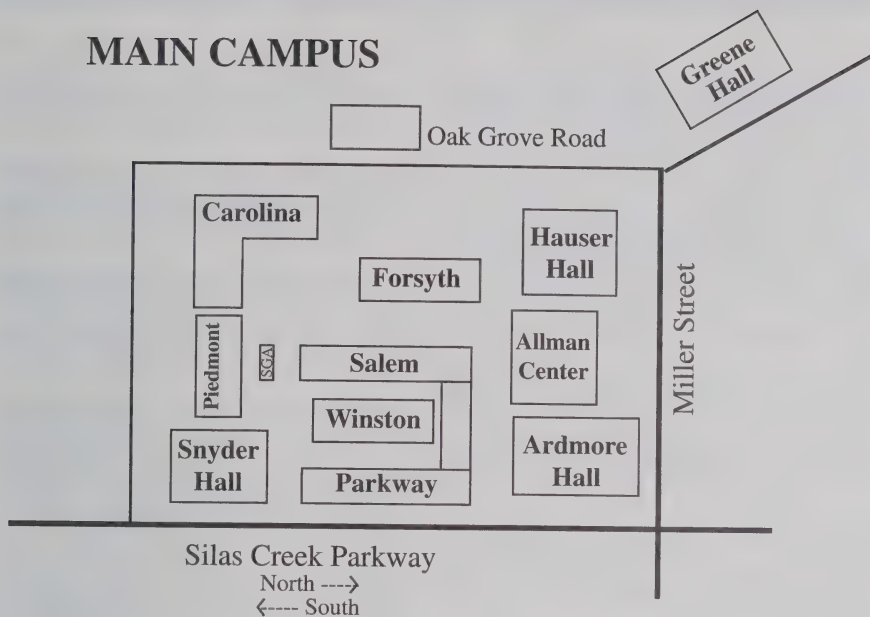 MAIN CAMPUS
Greene
Hall
Oak Grove Road
Carolina
Hauser
Hall
Forsyth
Miller Street
Piedmont
SGA
Salem
Allman
Center
Winston
Snyder
Hall
Ardmore
Hall
Parkway
Silas Creek Parkway
North ---->
<---- South